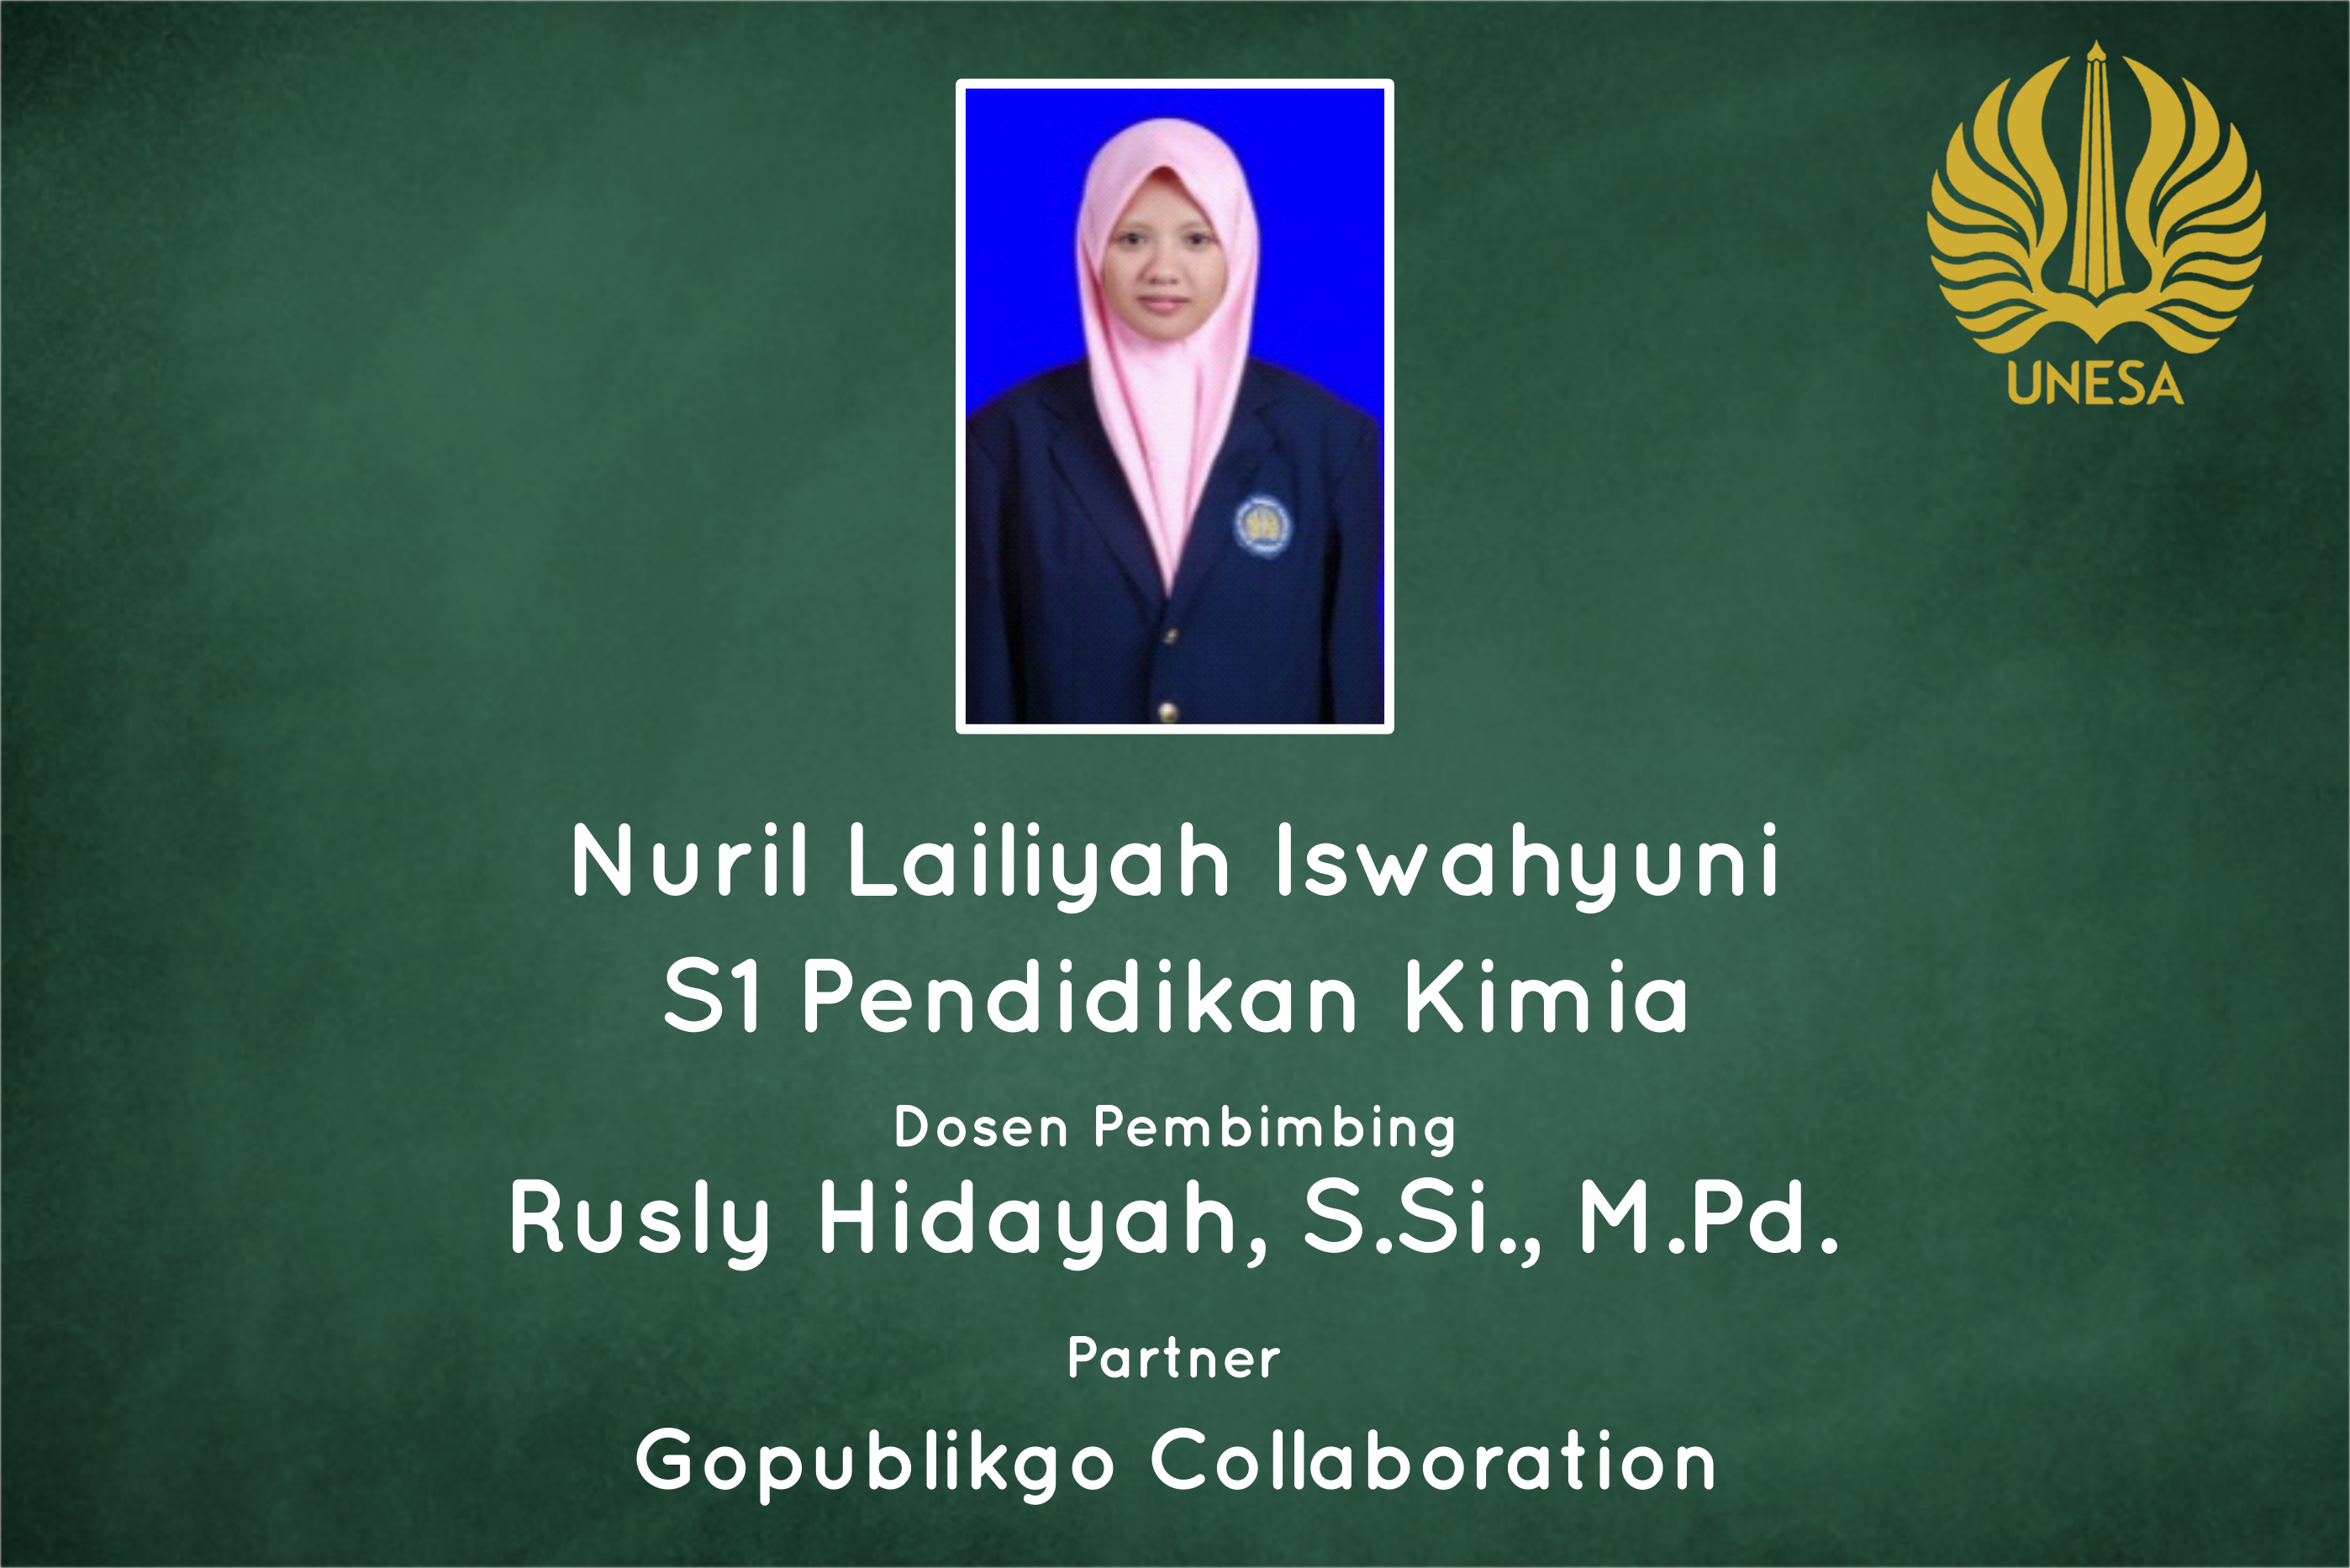 UNESA
Nuril Lailiyah Iswahyuni
S1 Pendidikan Kimia
Dosen Pembimbing
Rusly Hidayah, S.Si., M.Pd.
Partner
Gopublikgo Collaboration